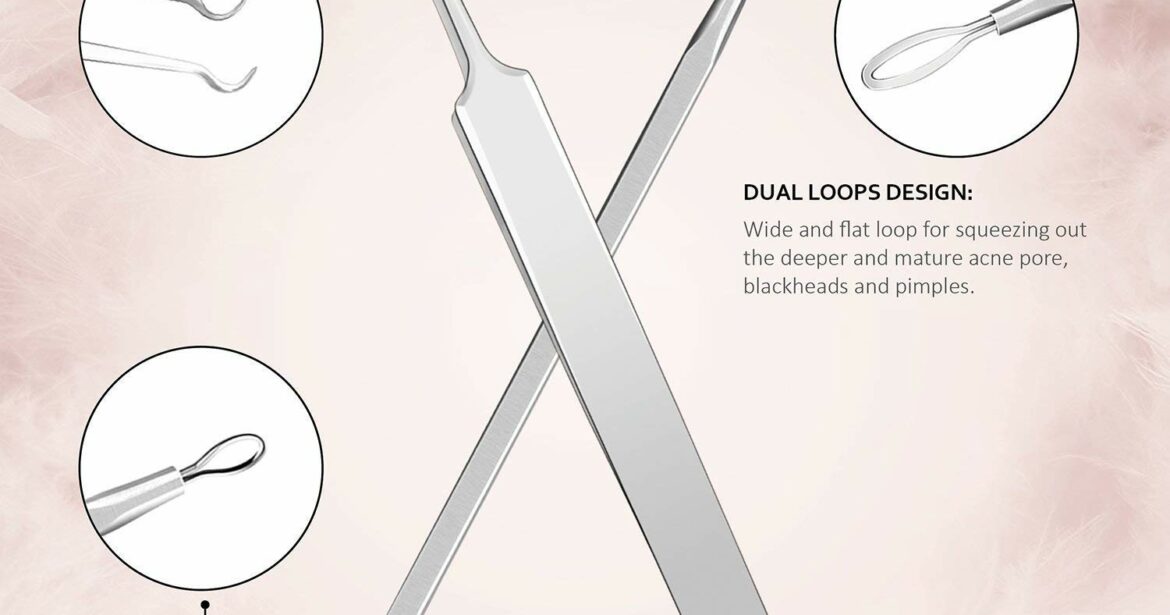 DUAL LOOPS DESIGN:
Wide and flat loop for squeezing out
the deeper and mature acne pore,
blackheads and pimples.